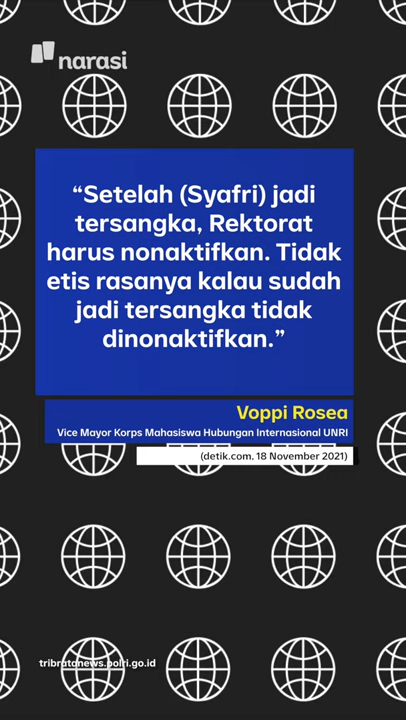 narasi
“Setelah (Syafri) jadi
tersangka, Rektorat
harus nonaktifkan. Tidak
etis rasanya kalau sudah
jadi tersangka tidak
dinonaktifkan.”
Voppi Rosea
Vice Mayor Korps Mahasiswa Hubungan Internasional UNRI
(detik.com. 18 November 2021)
tribratanews.polri.go.id